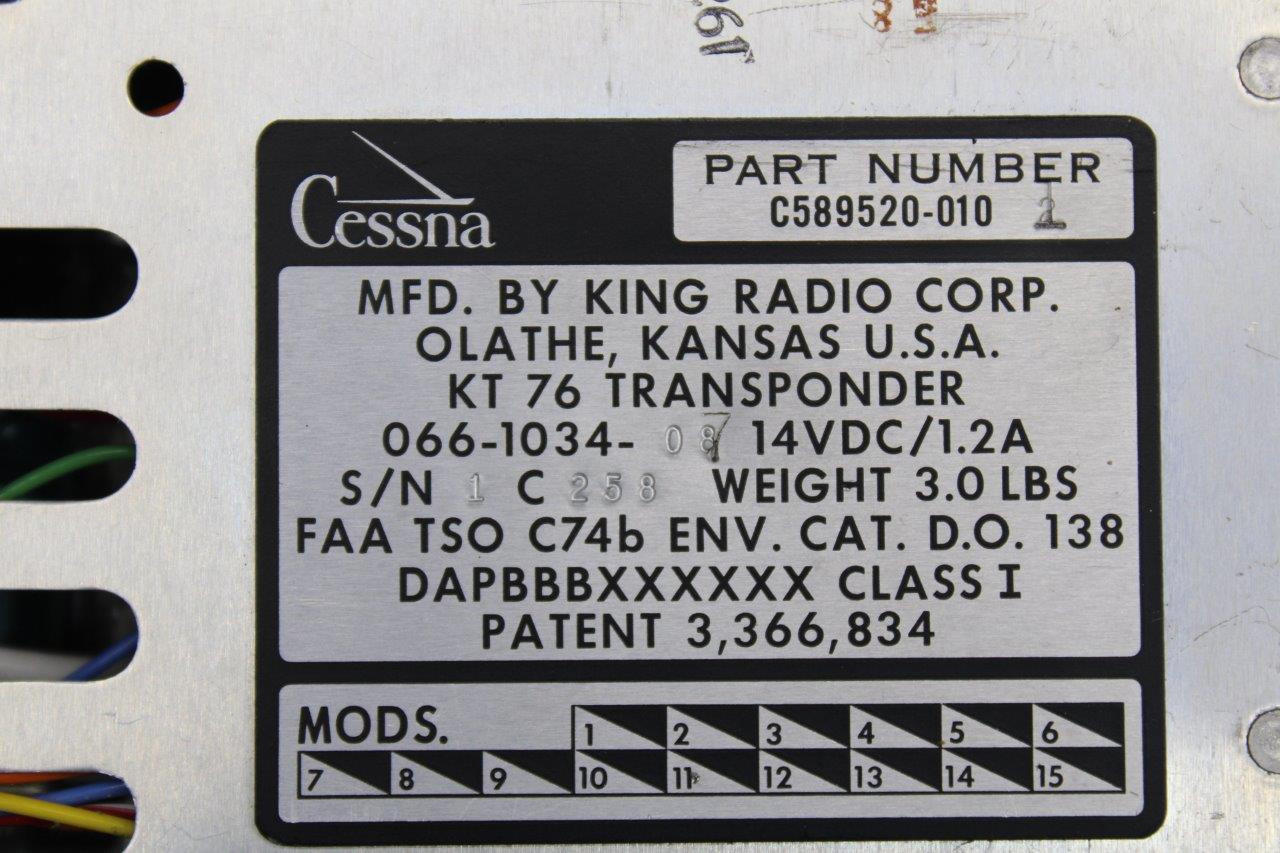 Cessna
PART NUMBER
C589520-010
MFD. BY KING RADIO CORP.
OLATHE, KANSAS U.S.A.
KT 76 TRANSPONDER
066-1034- 07 14VDC/1.2A
S/N 1 C 258 WEIGHT 3.0 LBS
FAA TSO C74b ENV. CAT. D.O. 138
DAPBBBXXXXXX CLASS I
PATENT 3,366,834
MODS. 1 2 3 4 5 6
7 8 9 10 11 12 13 14 15